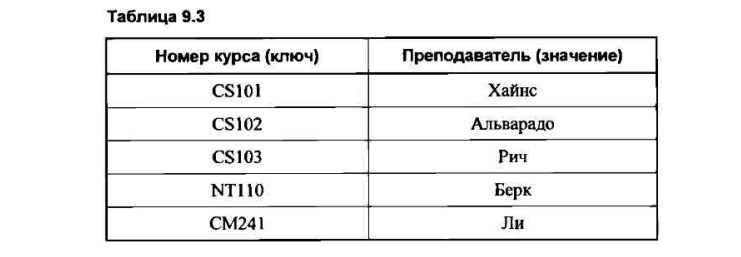 Таблица 9.3
Номер курса (ключ) Преподаватель (значение)
CS101 Хайнс
CS102 Альварадо
CS103 Рич
NT110 Берк
CM241 Ли